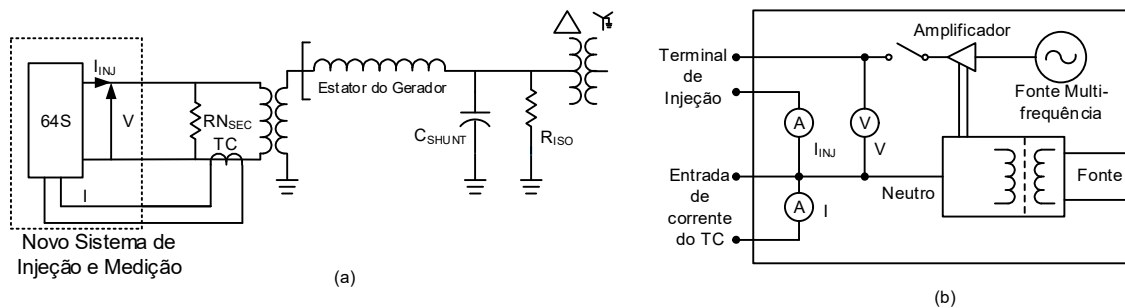 64S
I_INJ
V
RN_SEC
TC
I
Novo Sistema de
Injeção e Medição
Estator do Gerador
C_SHUNT
R_ISO
(a)
Terminal
de
Injeção
Entrada
de
corrente
do TC
Amplificador
Fonte Multi-
frequência
A
I_INJ
V
V
A
I
Neutro
Fonte
(b)